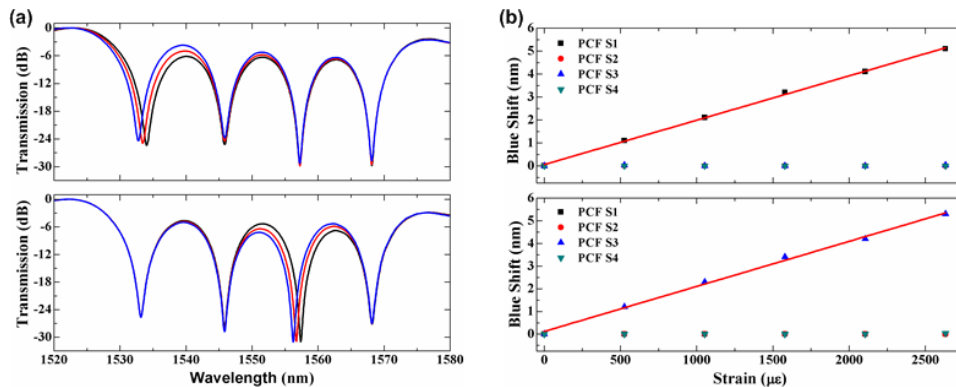 (a)
0
-6
-12
-18
-24
-30
Transmission (dB)
0
-6
-12
-18
-24
-30
Transmission (dB)
1520 1530 1540 1550 1560 1570 1580
Wavelength (nm)
(b)
6
5
4
3
2
1
0
Blue Shift (nm)
PCF S1
PCF S2
PCF S3
PCF S4
6
5
4
3
2
1
0
Blue Shift (nm)
PCF S1
PCF S2
PCF S3
PCF S4
0 500 1000 1500 2000 2500
Strain (με)